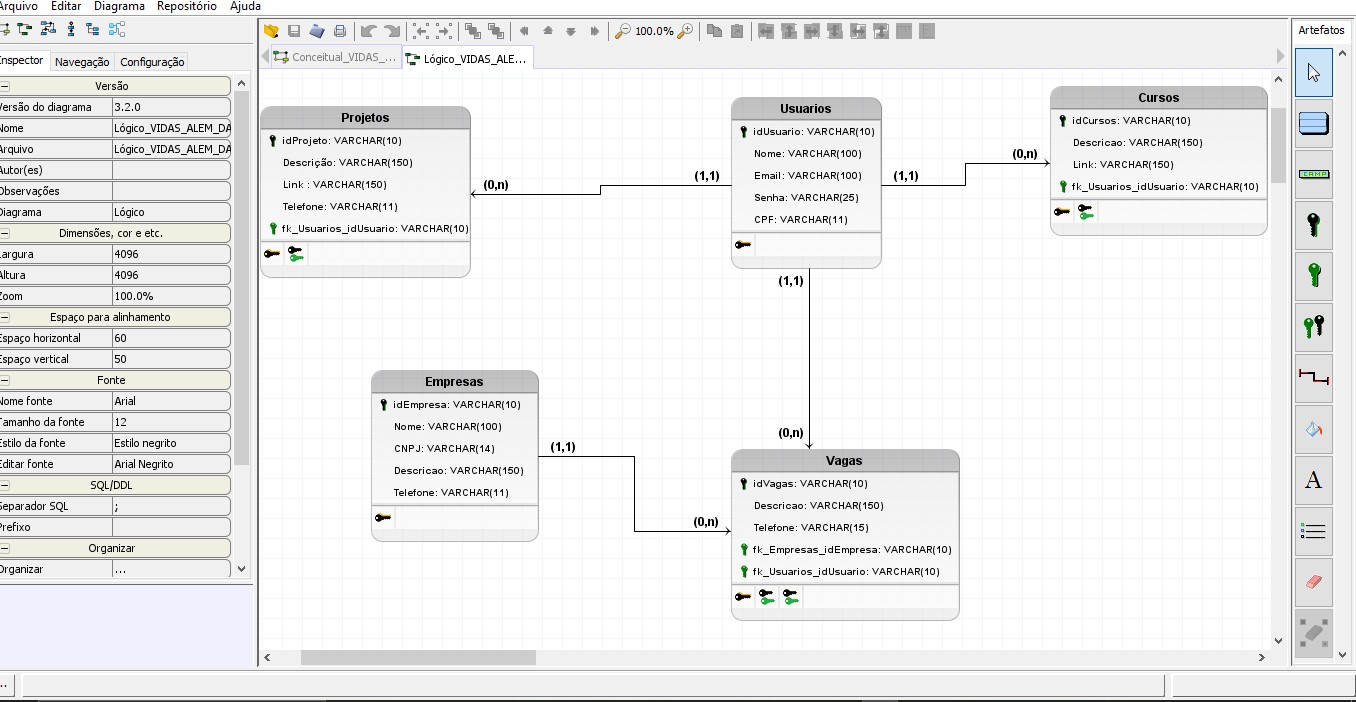 Arquivo Editar Diagrama Repositório Ajuda
100.0%
Artefatos
Inspector Navegação Configuração
Conceitual_VIDAS_... Lógico_VIDAS_ALE...
Versão
Versão do diagrama 3.2.0
Nome Lógico_VIDAS_ALEM_DA
Arquivo Lógico_VIDAS_ALEM_DA
Autor(es)
Observações
Diagrama Lógico
Dimensões, cor e etc.
Largura 4096
Altura 4096
Zoom 100.0%
Espaço para alinhamento
Espaço horizontal 60
Espaço vertical 50
Fonte
Nome fonte Arial
Tamanho da fonte 12
Estilo da fonte Estilo negrito
Editar fonte Arial Negrito
SQL/DDL
Separador SQL ;
Prefixo
Organizar
Organizar ...
Projetos
idProjeto: VARCHAR(10)
Descrição: VARCHAR(150)
Link : VARCHAR(150)
Telefone: VARCHAR(11)
fk_Usuarios_idUsuario: VARCHAR(10)
(0,n)
(1,1)
Usuarios
idUsuario: VARCHAR(10)
Nome: VARCHAR(100)
Email: VARCHAR(100)
Senha: VARCHAR(25)
CPF: VARCHAR(11)
(1,1)
(0,n)
Cursos
idCursos: VARCHAR(10)
Descricao: VARCHAR(150)
Link: VARCHAR(150)
fk_Usuarios_idUsuario: VARCHAR(10)
(1,1)
(0,n)
Empresas
idEmpresa: VARCHAR(10)
Nome: VARCHAR(100)
CNPJ: VARCHAR(14)
Descricao: VARCHAR(150)
Telefone: VARCHAR(11)
(1,1)
(0,n)
Vagas
idVagas: VARCHAR(10)
Descricao: VARCHAR(150)
Telefone: VARCHAR(15)
fk_Empresas_idEmpresa: VARCHAR(10)
fk_Usuarios_idUsuario: VARCHAR(10)
CAMP
A